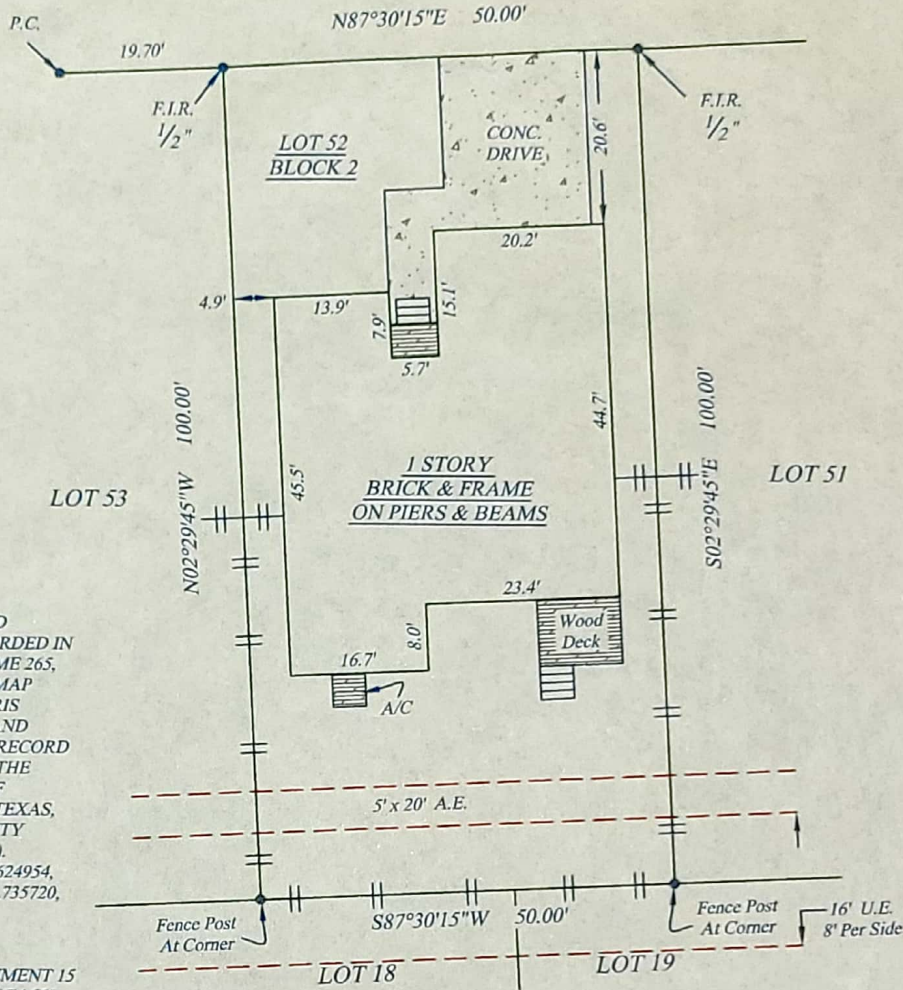 P.C.
N87°30'15"E 50.00'
19.70'
F.I.R.
1/2"
F.I.R.
1/2"
LOT 52
BLOCK 2
CONC.
DRIVE
20.6'
20.2'
4.9'
13.9'
7.9'
15.1'
5.7'
N02°29'45"W 100.00'
45.5'
44.7'
S02°29'45"E 100.00'
LOT 53
1 STORY
BRICK & FRAME
ON PIERS & BEAMS
LOT 51
23.4'
8.0'
Wood
Deck
16.7'
A/C
RDED IN
ME 265,
MAP
RIS
ND
RECORD
THE
TEXAS,
TY
624954,
735720,
5' x 20' A.E.
Fence Post
At Corner
S87°30'15"W 50.00'
Fence Post
At Corner
16' U.E.
8' Per Side
LOT 18
LOT 19
MENT 15